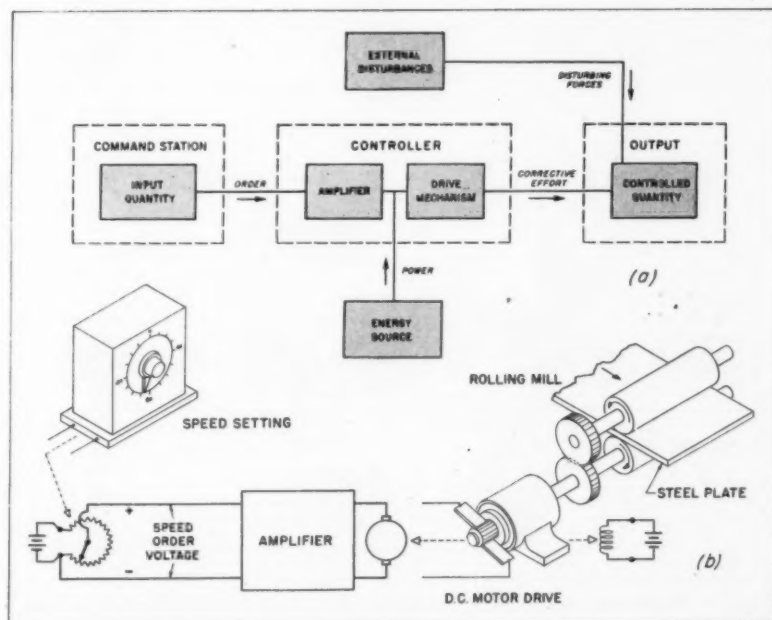 EXTERNAL
DISTURBANCES
DISTURBING
FORCES
COMMAND STATION
CONTROLLER
OUTPUT
INPUT
QUANTITY
ORDER
AMPLIFIER
DRIVE
MECHANISM
CORRECTIVE
EFFORT
CONTROLLED
QUANTITY
POWER
(a)
ENERGY
SOURCE
ROLLING MILL
SPEED SETTING
STEEL PLATE
+
SPEED
ORDER
VOLTAGE
-
AMPLIFIER
(b)
D.C. MOTOR DRIVE